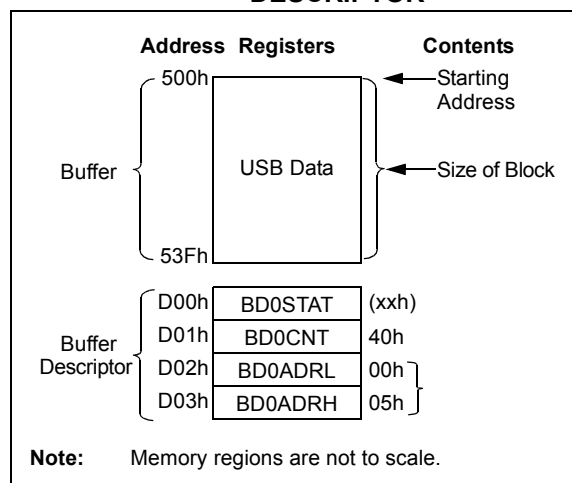 Address Registers Contents
500h
Starting
Address
Buffer
USB Data
Size of Block
53Fh
Buffer
Descriptor
D00h BD0STAT (xxh)
D01h BD0CNT 40h
D02h BD0ADRL 00h
D03h BD0ADRH 05h
Note: Memory regions are not to scale.